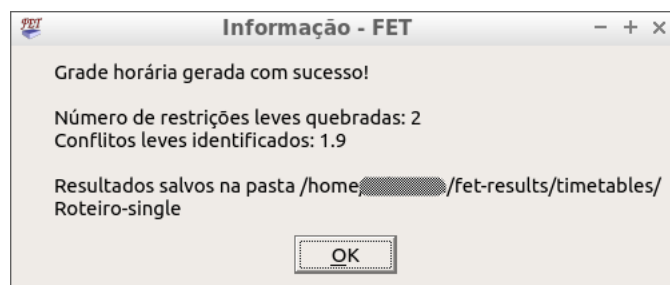 FET
Informação - FET
Grade horária gerada com sucesso!
Número de restrições leves quebradas: 2
Conflitos leves identificados: 1.9
Resultados salvos na pasta /home/ /fet-results/timetables/
Roteiro-single
OK